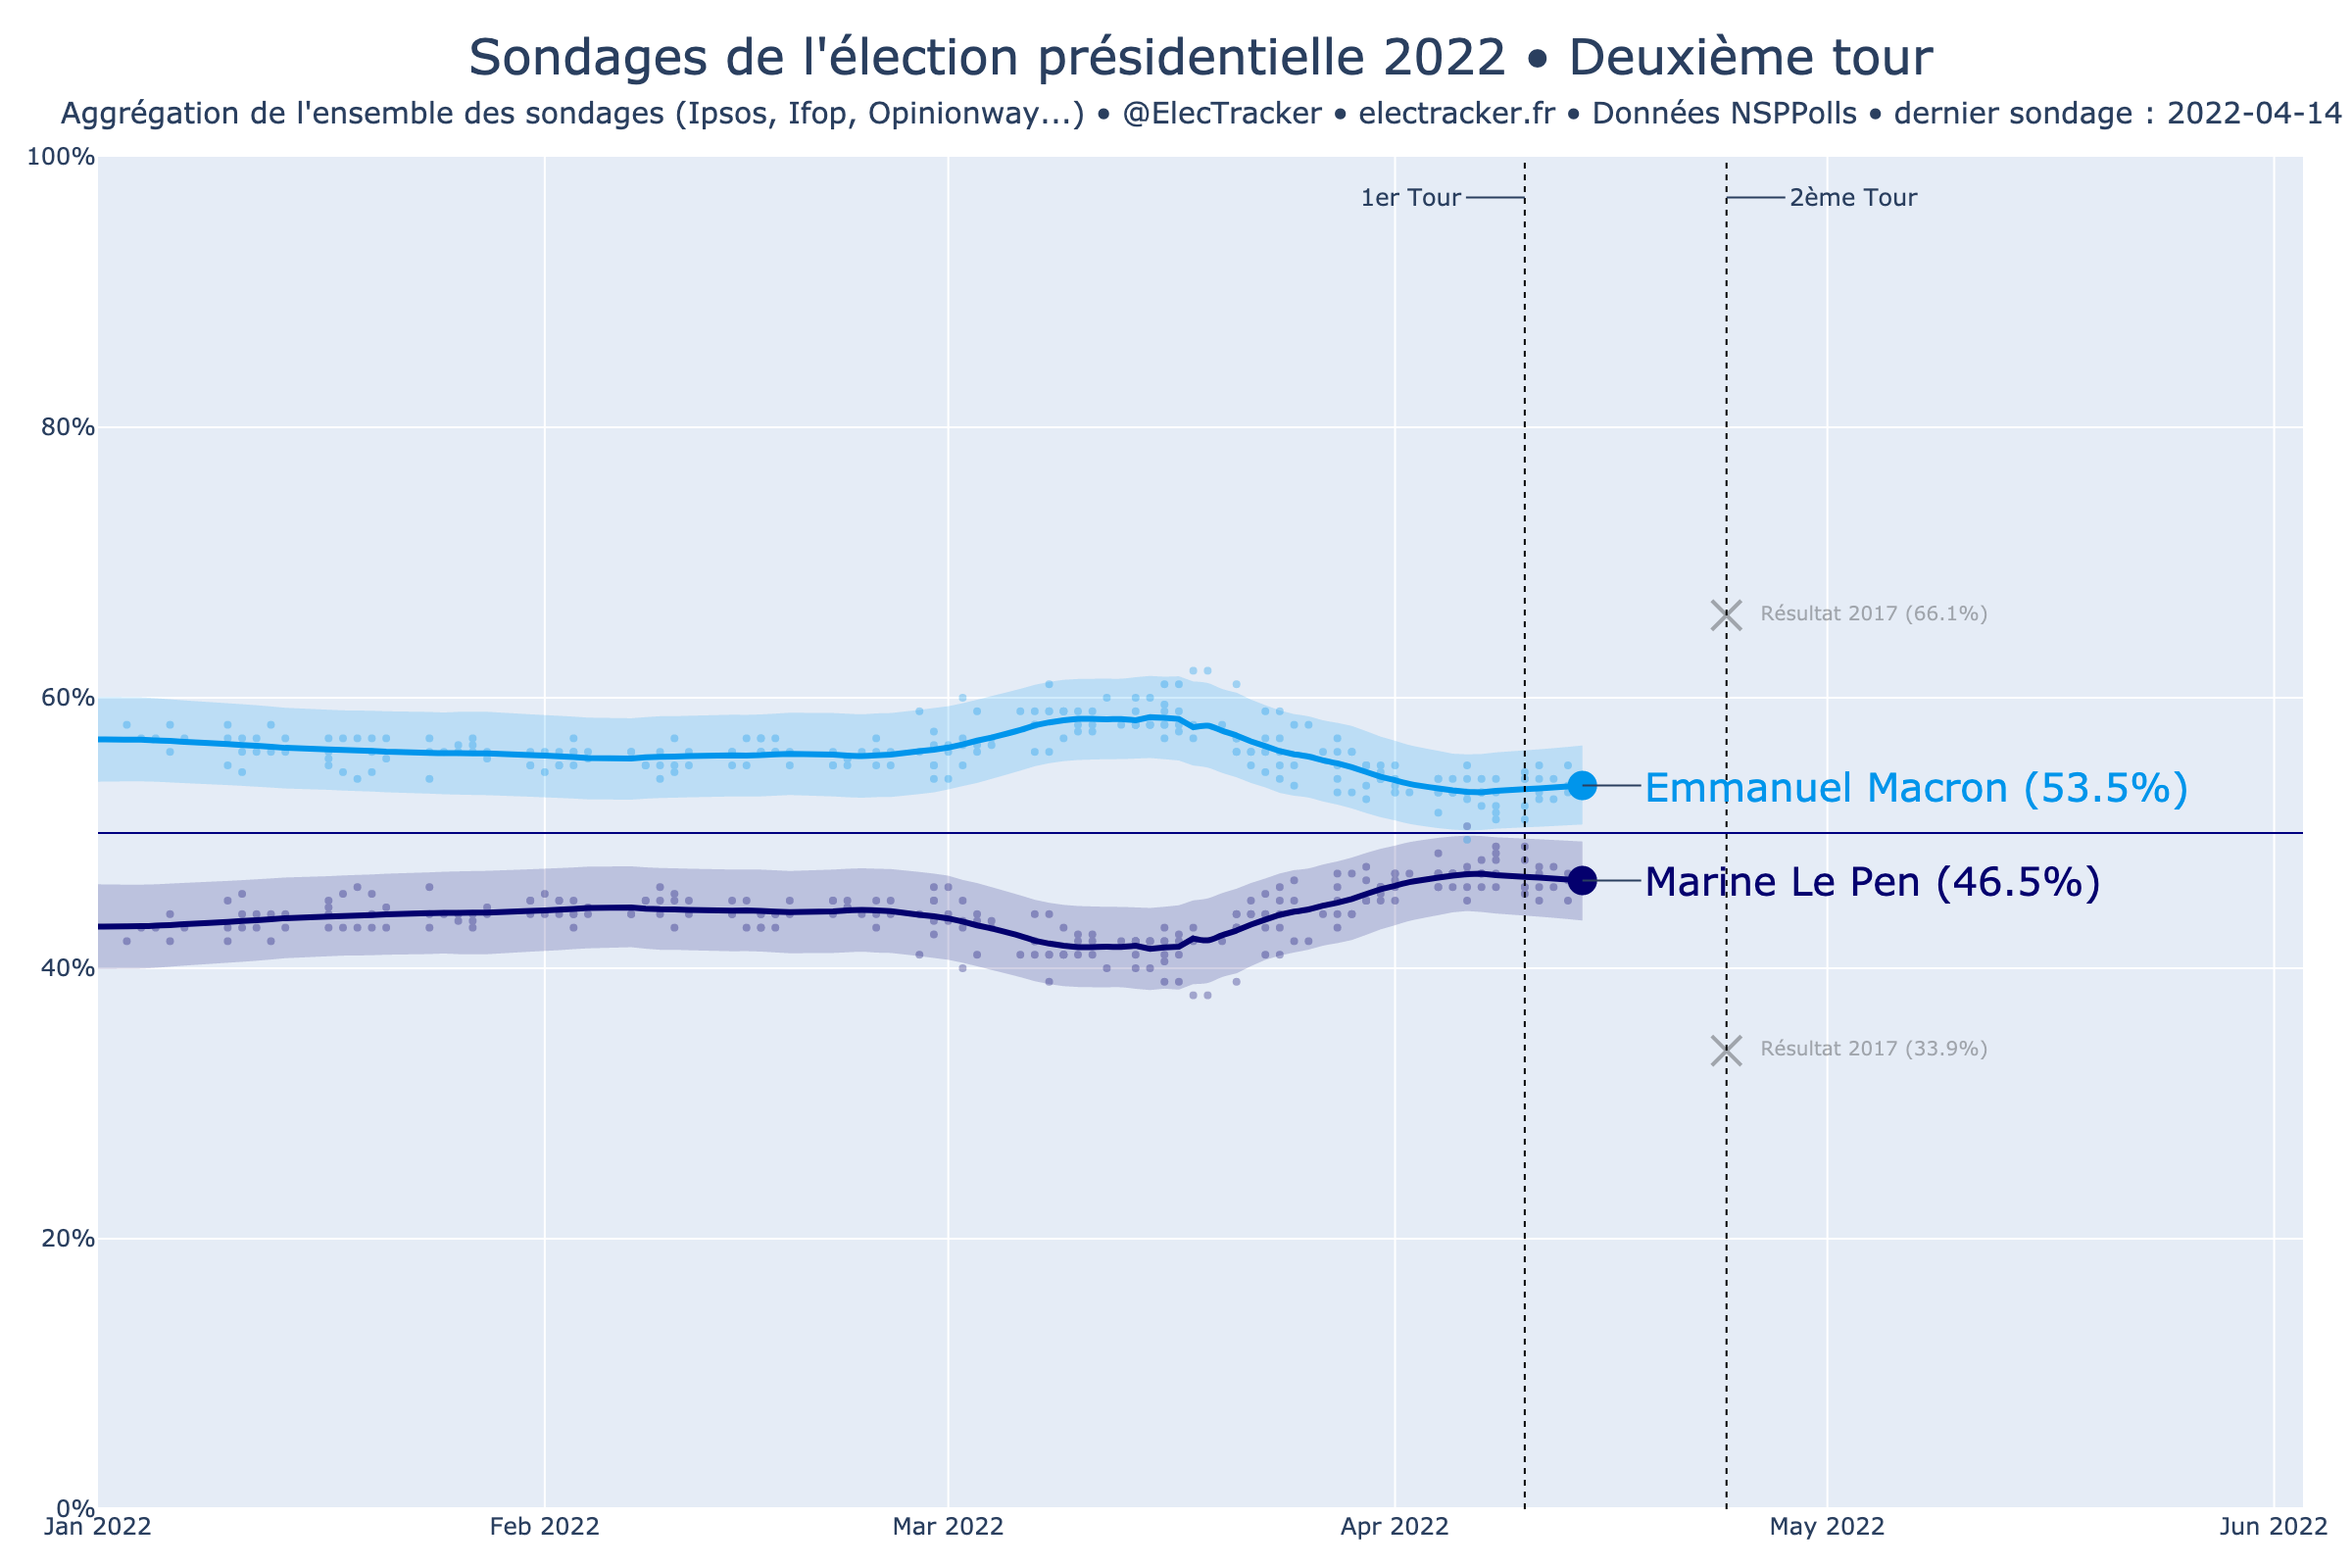 Sondages de l'élection présidentielle 2022 • Deuxième tour
Aggrégation de l'ensemble des sondages (Ipsos, Ifop, Opinionway...) • @ElecTracker • electracker.fr • Données NSPPolls • dernier sondage : 2022-04-14
100%
1er Tour
2ème Tour
80%
Résultat 2017 (66.1%)
60%
Emmanuel Macron (53.5%)
Marine Le Pen (46.5%)
40%
Résultat 2017 (33.9%)
20%
0%
Jan 2022
Feb 2022
Mar 2022
Apr 2022
May 2022
Jun 2022